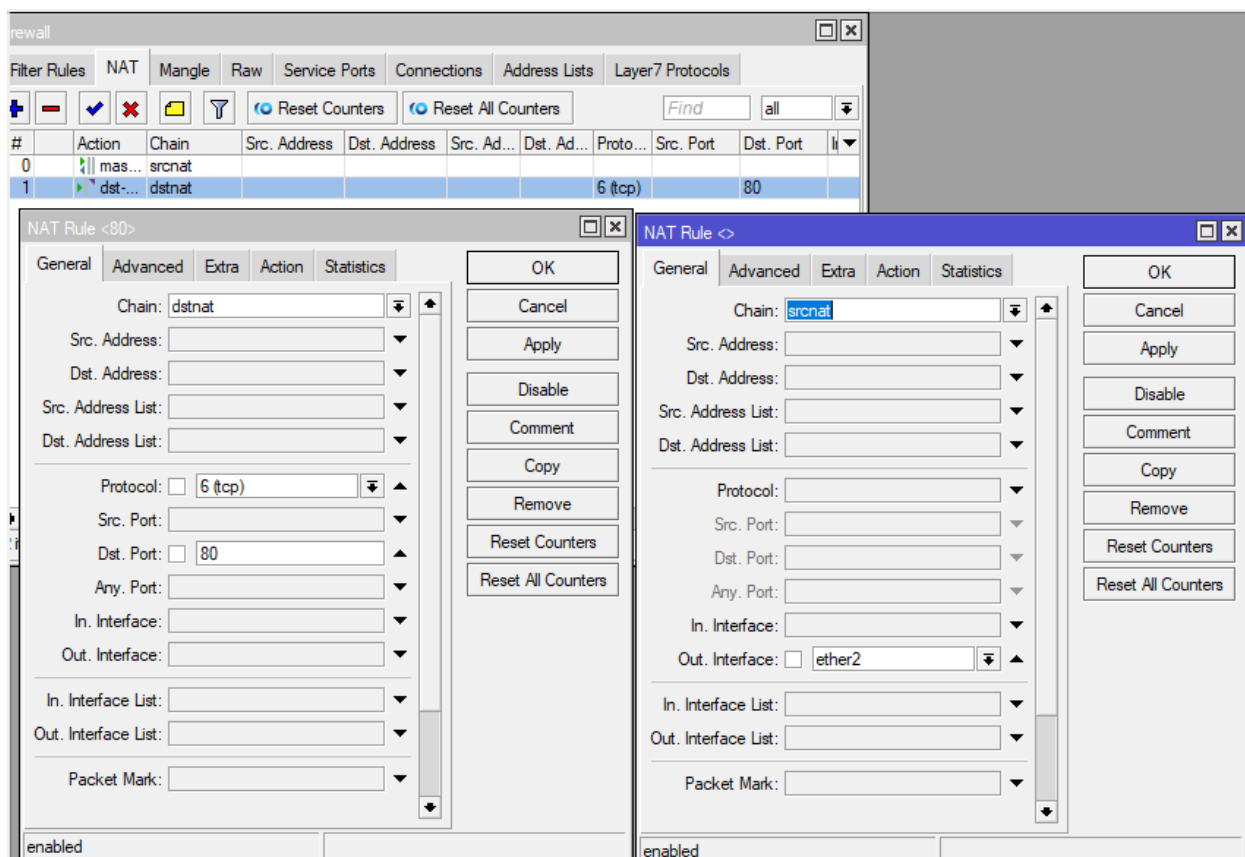 rewall
Filter Rules NAT Mangle Raw Service Ports Connections Address Lists Layer7 Protocols
Reset Counters Reset All Counters Find all
# Action Chain Src. Address Dst. Address Src. Ad... Dst. Ad... Proto... Src. Port Dst. Port
0 mas... srcnat
1 dst-... dstnat 6 (tcp) 80
NAT Rule <80>
General Advanced Extra Action Statistics
Chain: dstnat
Src. Address:
Dst. Address:
Src. Address List:
Dst. Address List:
Protocol: 6 (tcp)
Src. Port:
Dst. Port: 80
Any. Port:
In. Interface:
Out. Interface:
In. Interface List:
Out. Interface List:
Packet Mark:
OK
Cancel
Apply
Disable
Comment
Copy
Remove
Reset Counters
Reset All Counters
enabled
NAT Rule <>
General Advanced Extra Action Statistics
Chain: srcnat
Src. Address:
Dst. Address:
Src. Address List:
Dst. Address List:
Protocol:
Src. Port:
Dst. Port:
Any. Port:
In. Interface:
Out. Interface: ether2
In. Interface List:
Out. Interface List:
Packet Mark:
OK
Cancel
Apply
Disable
Comment
Copy
Remove
Reset Counters
Reset All Counters
enabled